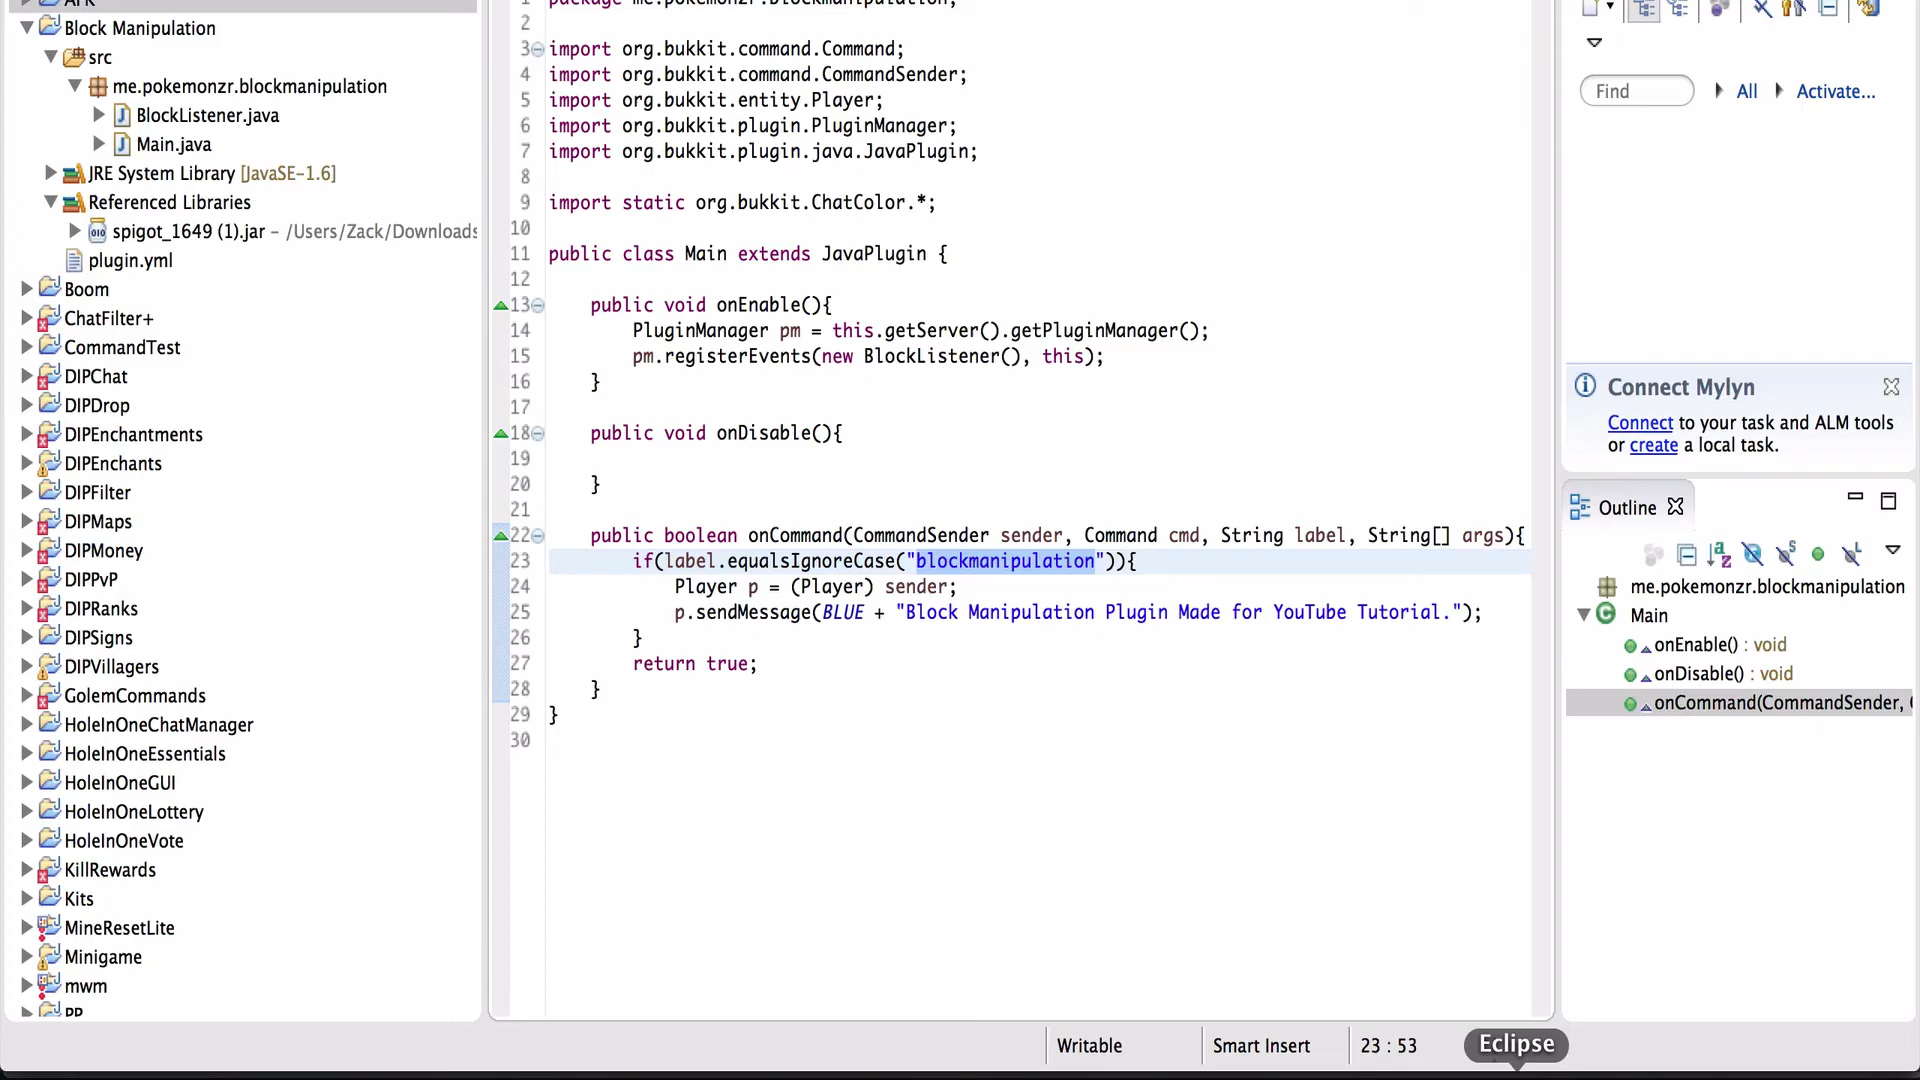 AFK
Block Manipulation
src
me.pokemonzr.blockmanipulation
BlockListener.java
Main.java
JRE System Library [JavaSE-1.6]
Referenced Libraries
spigot_1649 (1).jar - /Users/Zack/Downloads
plugin.yml
Boom
ChatFilter+
CommandTest
DIPChat
DIPDrop
DIPEnchantments
DIPEnchants
DIPFilter
DIPMaps
DIPMoney
DIPPvP
DIPRanks
DIPSigns
DIPVillagers
GolemCommands
HoleInOneChatManager
HoleInOneEssentials
HoleInOneGUI
HoleInOneLottery
HoleInOneVote
KillRewards
Kits
MineResetLite
Minigame
mwm
PP
1 package me.pokemonzr.blockmanipulation;
2
3 import org.bukkit.command.Command;
4 import org.bukkit.command.CommandSender;
5 import org.bukkit.entity.Player;
6 import org.bukkit.plugin.PluginManager;
7 import org.bukkit.plugin.java.JavaPlugin;
8
9 import static org.bukkit.ChatColor.*;
10
11 public class Main extends JavaPlugin {
12
13 public void onEnable(){
14 PluginManager pm = this.getServer().getPluginManager();
15 pm.registerEvents(new BlockListener(), this);
16 }
17
18 public void onDisable(){
19
20 }
21
22 public boolean onCommand(CommandSender sender, Command cmd, String label, String[] args){
23 if(label.equalsIgnoreCase("blockmanipulation")){
24 Player p = (Player) sender;
25 p.sendMessage(BLUE + "Block Manipulation Plugin Made for YouTube Tutorial.");
26 }
27 return true;
28 }
29 }
30
Find
All
Activate...
Connect Mylyn
Connect to your task and ALM tools
or create a local task.
Outline
me.pokemonzr.blockmanipulation
Main
onEnable() : void
onDisable() : void
onCommand(CommandSender,
Writable
Smart Insert
23 : 53
Eclipse